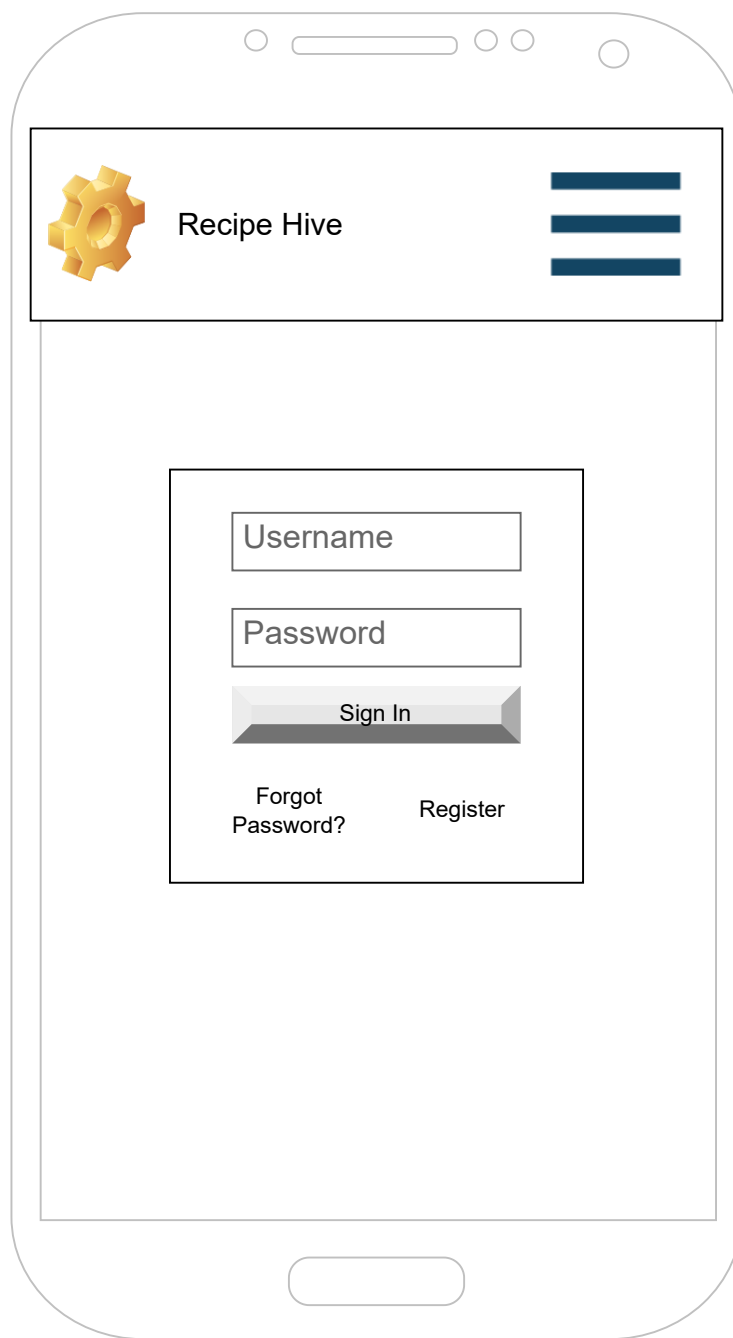 Recipe Hive
Username
Password
Sign In
Forgot
Password?
Register